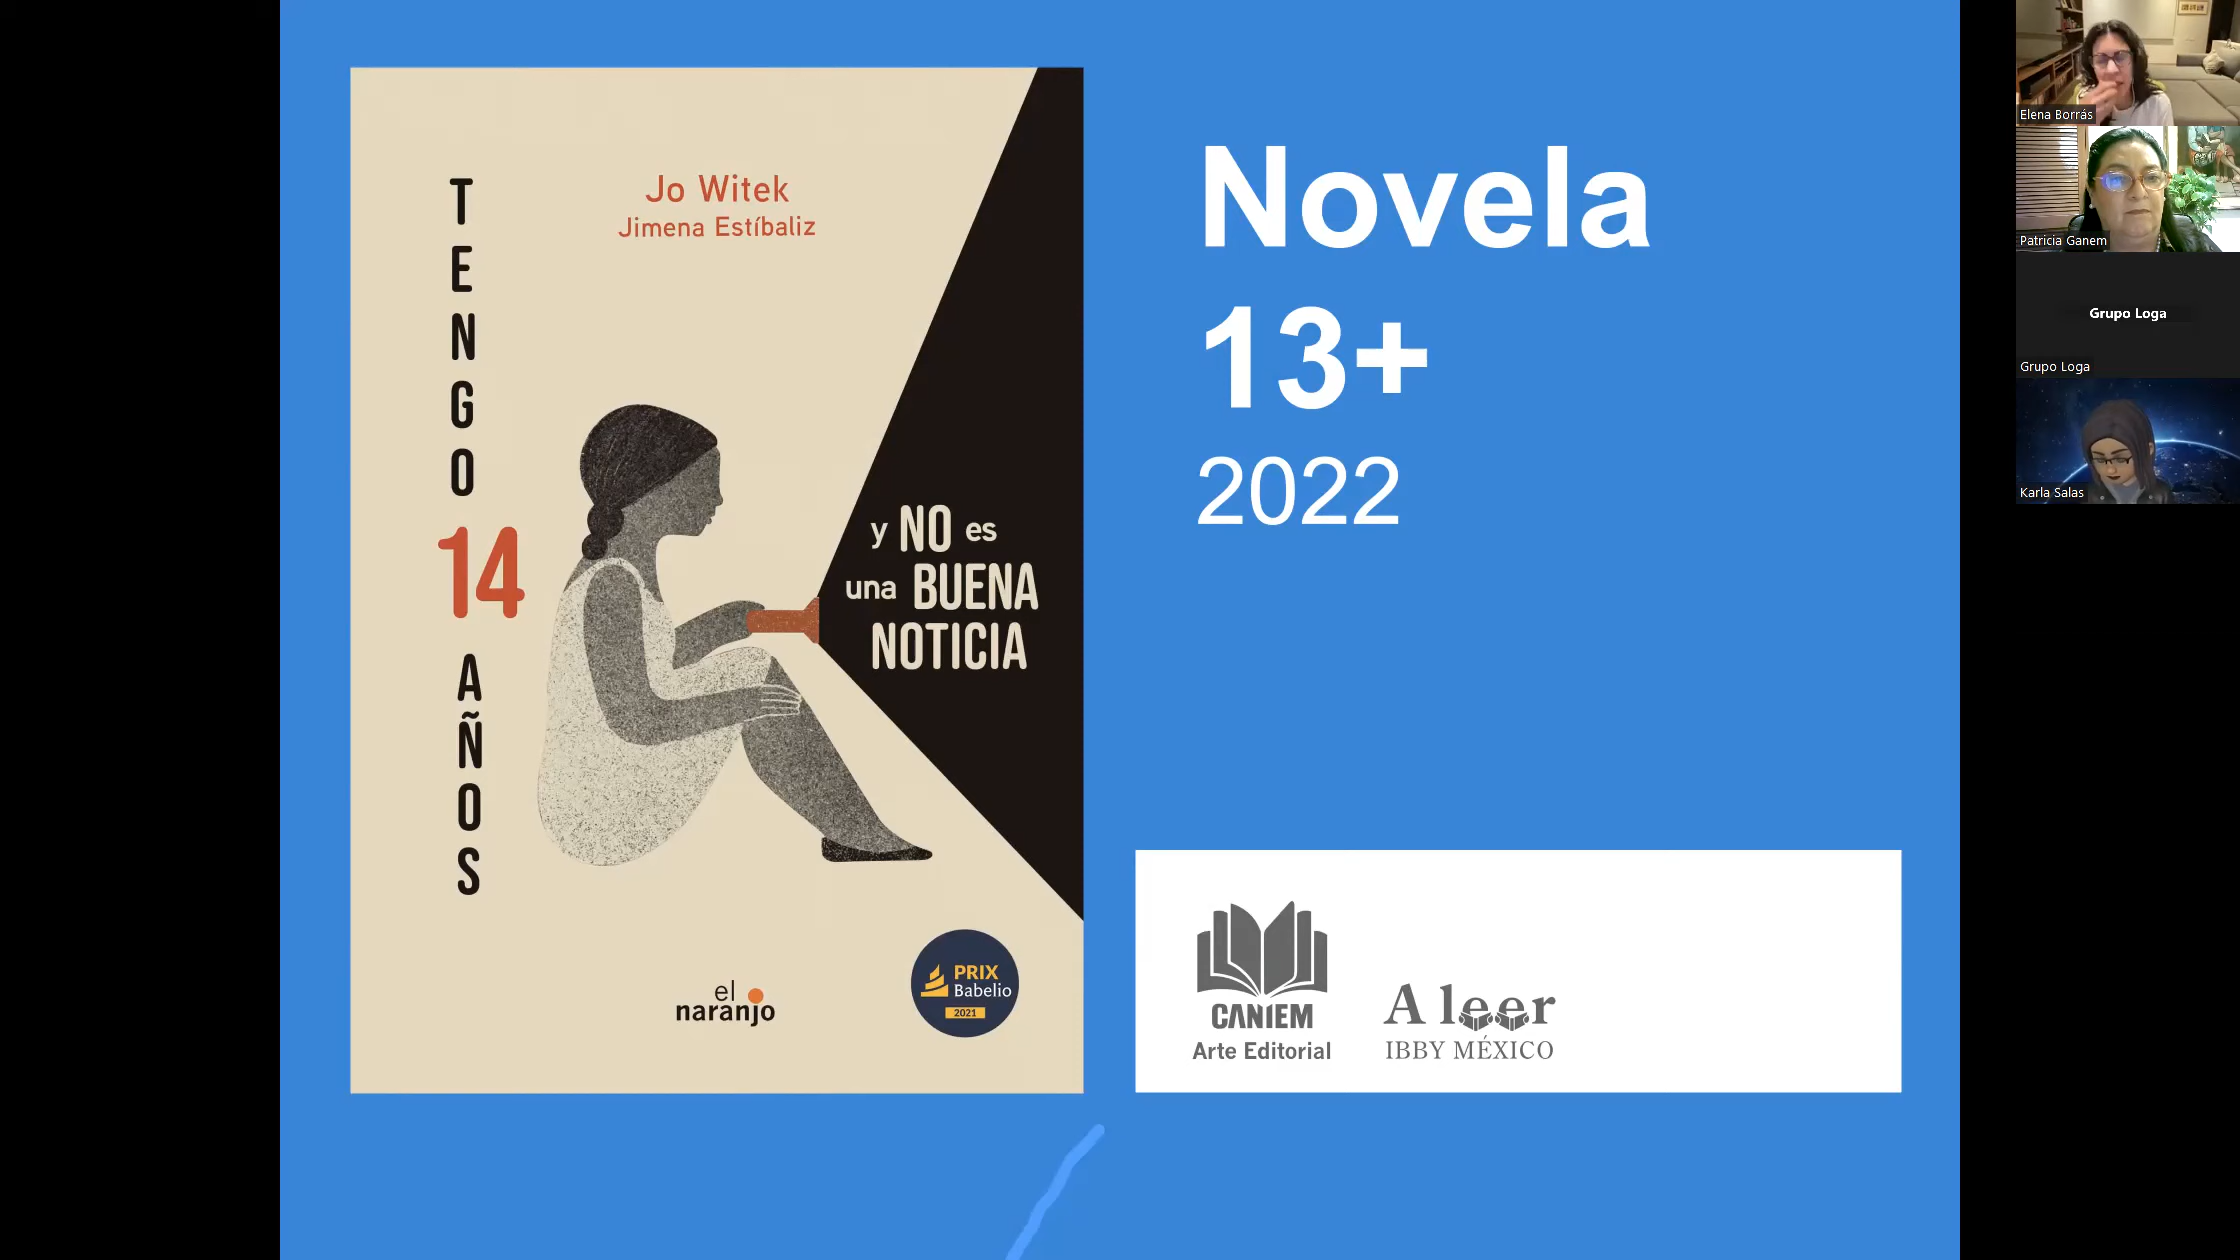 TENGO
14
AÑOS
Jo Witek
Jimena Estíbaliz
y NO es
una BUENA
NOTICIA
el
naranjo
PRIX
Babelio
2021
Novela
13+
2022
CANIEM
Arte Editorial
A leer
IBBY MÉXICO
Elena Borrás
Patricia Ganem
Grupo Loga
Grupo Loga
Karla Salas